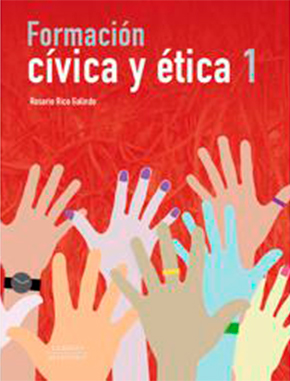 Formación
cívica y ética 1
Rosario Rico Galindo